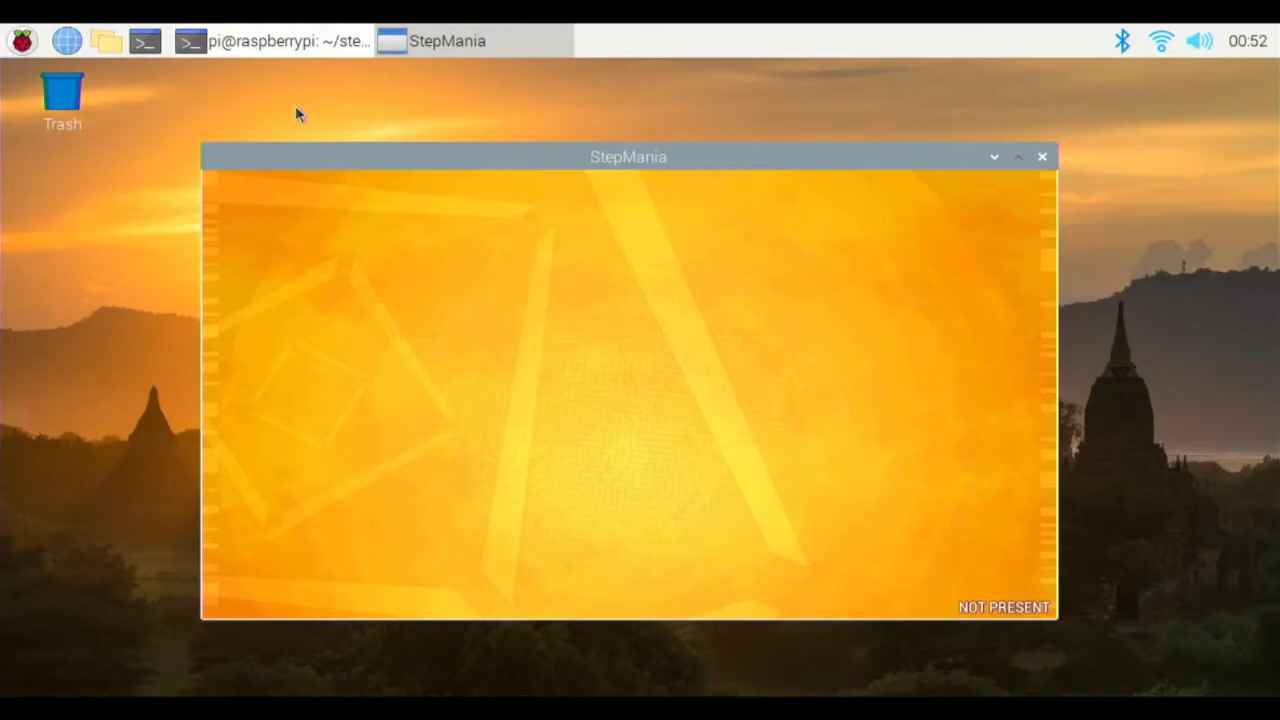 pi@raspberrypi: ~/ste...
StepMania
00:52
Trash
StepMania
NOT PRESENT